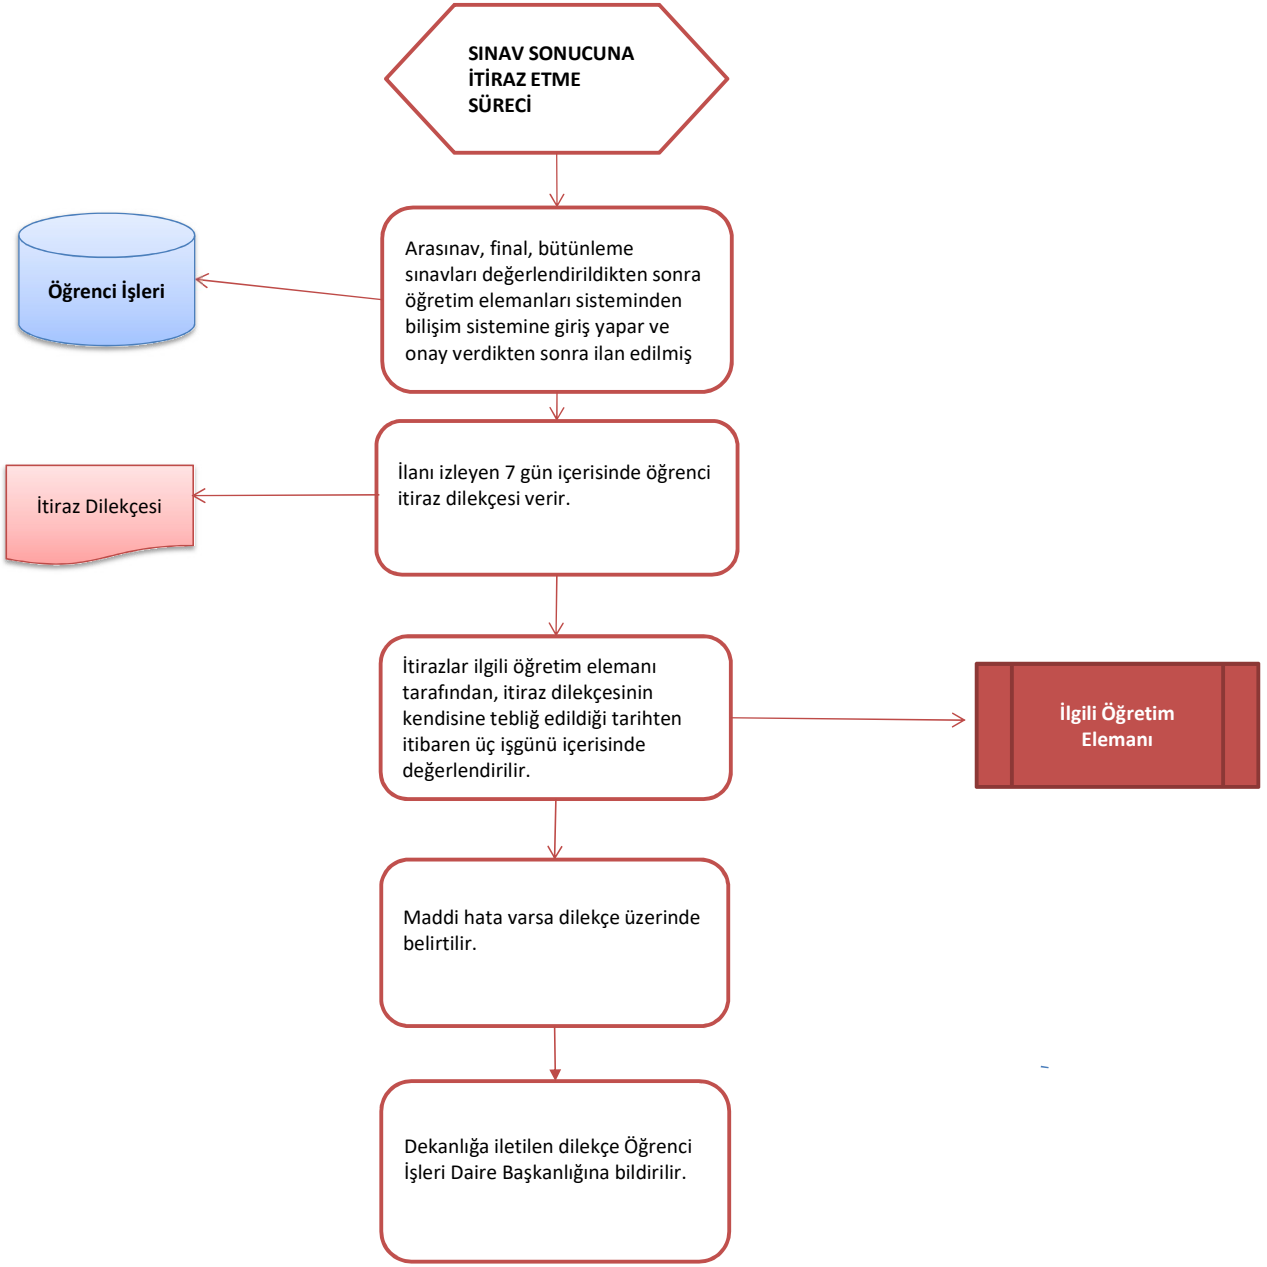 SINAV SONUCUNA
İTİRAZ ETME
SÜRECİ
Arasınav, final, bütünleme
sınavları değerlendirildikten sonra
öğretim elemanları sisteminden
bilişim sistemine giriş yapar ve
onay verdikten sonra ilan edilmiş
Öğrenci İşleri
İlanı izleyen 7 gün içerisinde öğrenci
itiraz dilekçesi verir.
İtiraz Dilekçesi
İtirazlar ilgili öğretim elemanı
tarafından, itiraz dilekçesinin
kendisine tebliğ edildiği tarihten
itibaren üç işgünü içerisinde
değerlendirilir.
İlgili Öğretim
Elemanı
Maddi hata varsa dilekçe üzerinde
belirtilir.
Dekanlığa iletilen dilekçe Öğrenci
İşleri Daire Başkanlığına bildirilir.